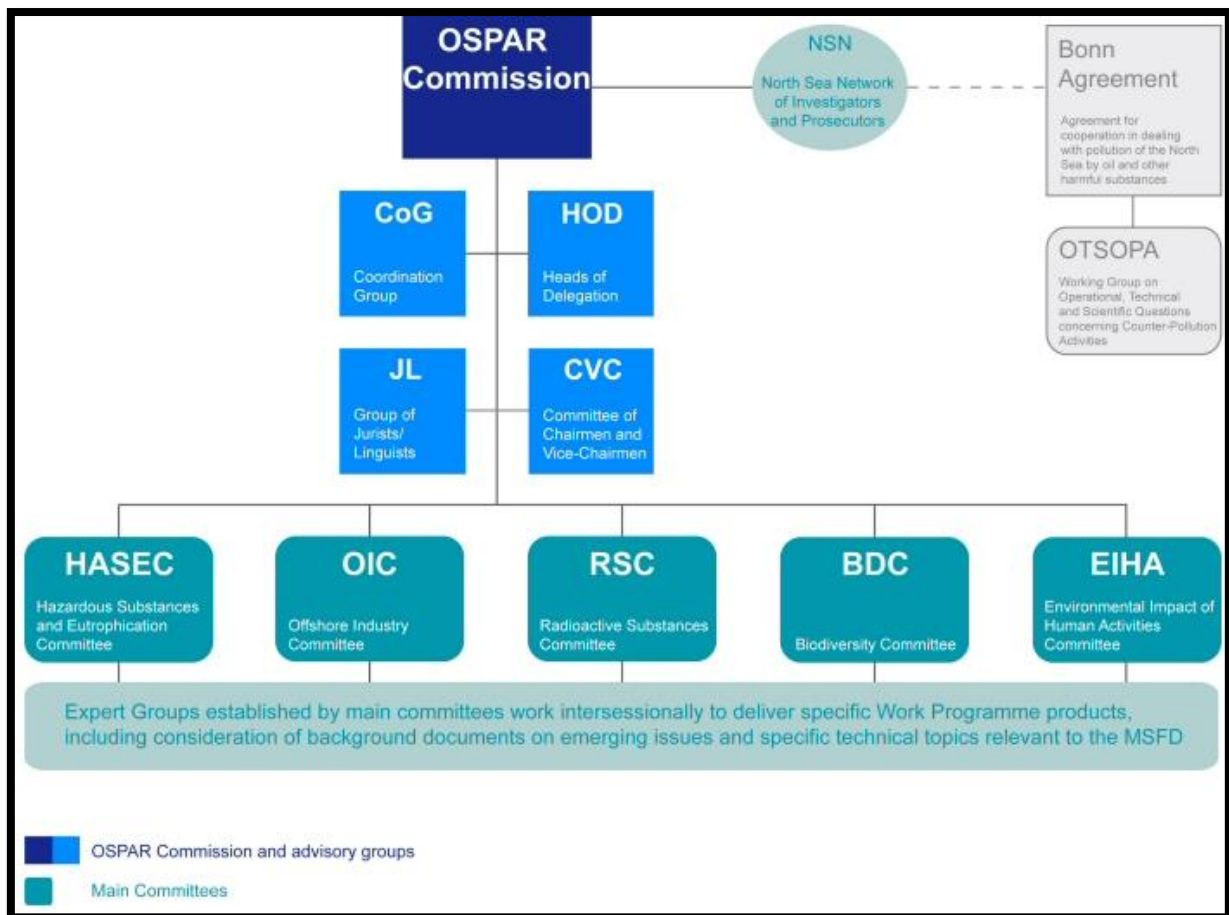 OSPAR
Commission
NSN
North Sea Network
of Investigators
and Prosecutors
Bonn
Agreement
Agreement for
cooperation in dealing
with pollution of the North
Sea by oil and other
harmful substances
OTSOPA
Working Group on
Operational, Technical
and Scientific Questions
concerning Counter-Pollution
Activities
CoG
Coordination
Group
HOD
Heads of
Delegation
JL
Group of
Jurists/
Linguists
CVC
Committee of
Chairmen and
Vice-Chairmen
HASEC
Hazardous Substances
and Eutrophication
Committee
OIC
Offshore Industry
Committee
RSC
Radioactive Substances
Committee
BDC
Biodiversity Committee
EIHA
Environmental Impact of
Human Activities
Committee
Expert Groups established by main committees work intersessionally to deliver specific Work Programme products,
including consideration of background documents on emerging issues and specific technical topics relevant to the MSFD
OSPAR Commission and advisory groups
Main Committees